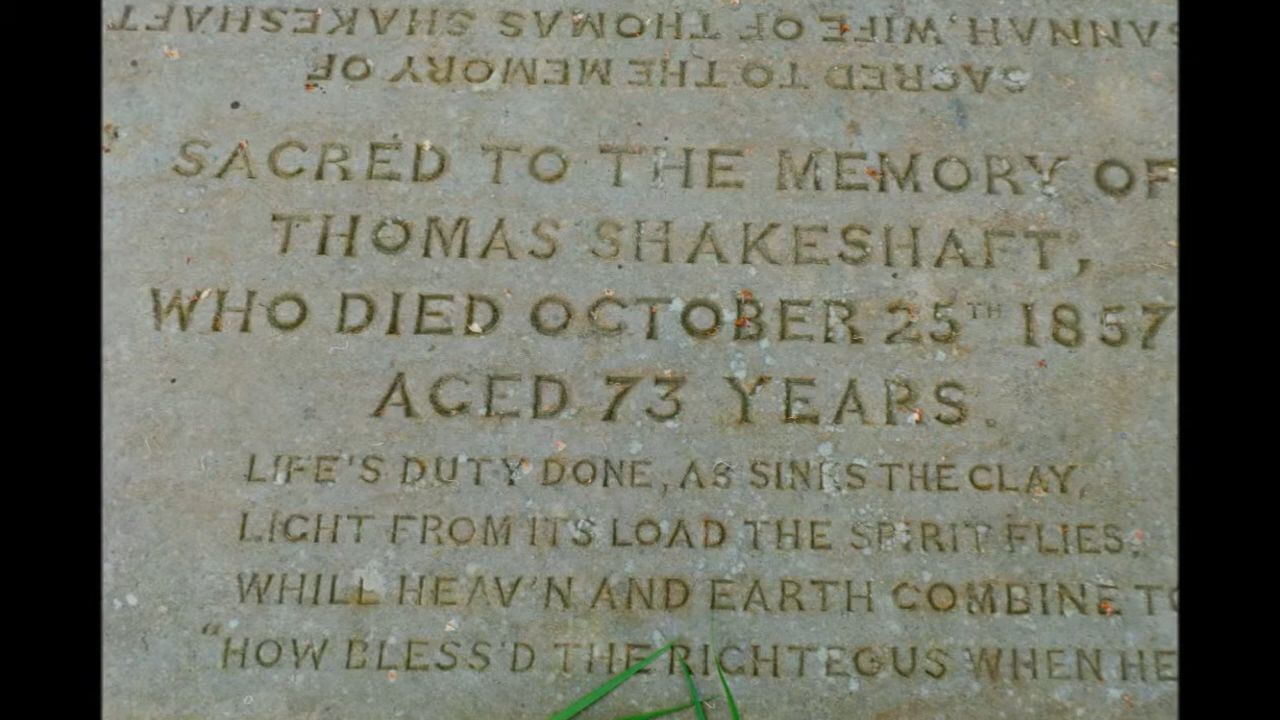 SACRED TO THE MEMORY OF
SANNAH, WIFE OF THOMAS SHAKESHAFT
SACRED TO THE MEMORY OF
THOMAS SHAKESHAFT,
WHO DIED OCTOBER 25TH 1857
AGED 73 YEARS.
LIFE'S DUTY DONE, AS SINKS THE CLAY,
LIGHT FROM ITS LOAD THE SPIRIT FLIES,
WHILL HEAV'N AND EARTH COMBINE TO
"HOW BLESS'D THE RIGHTEOUS WHEN HE